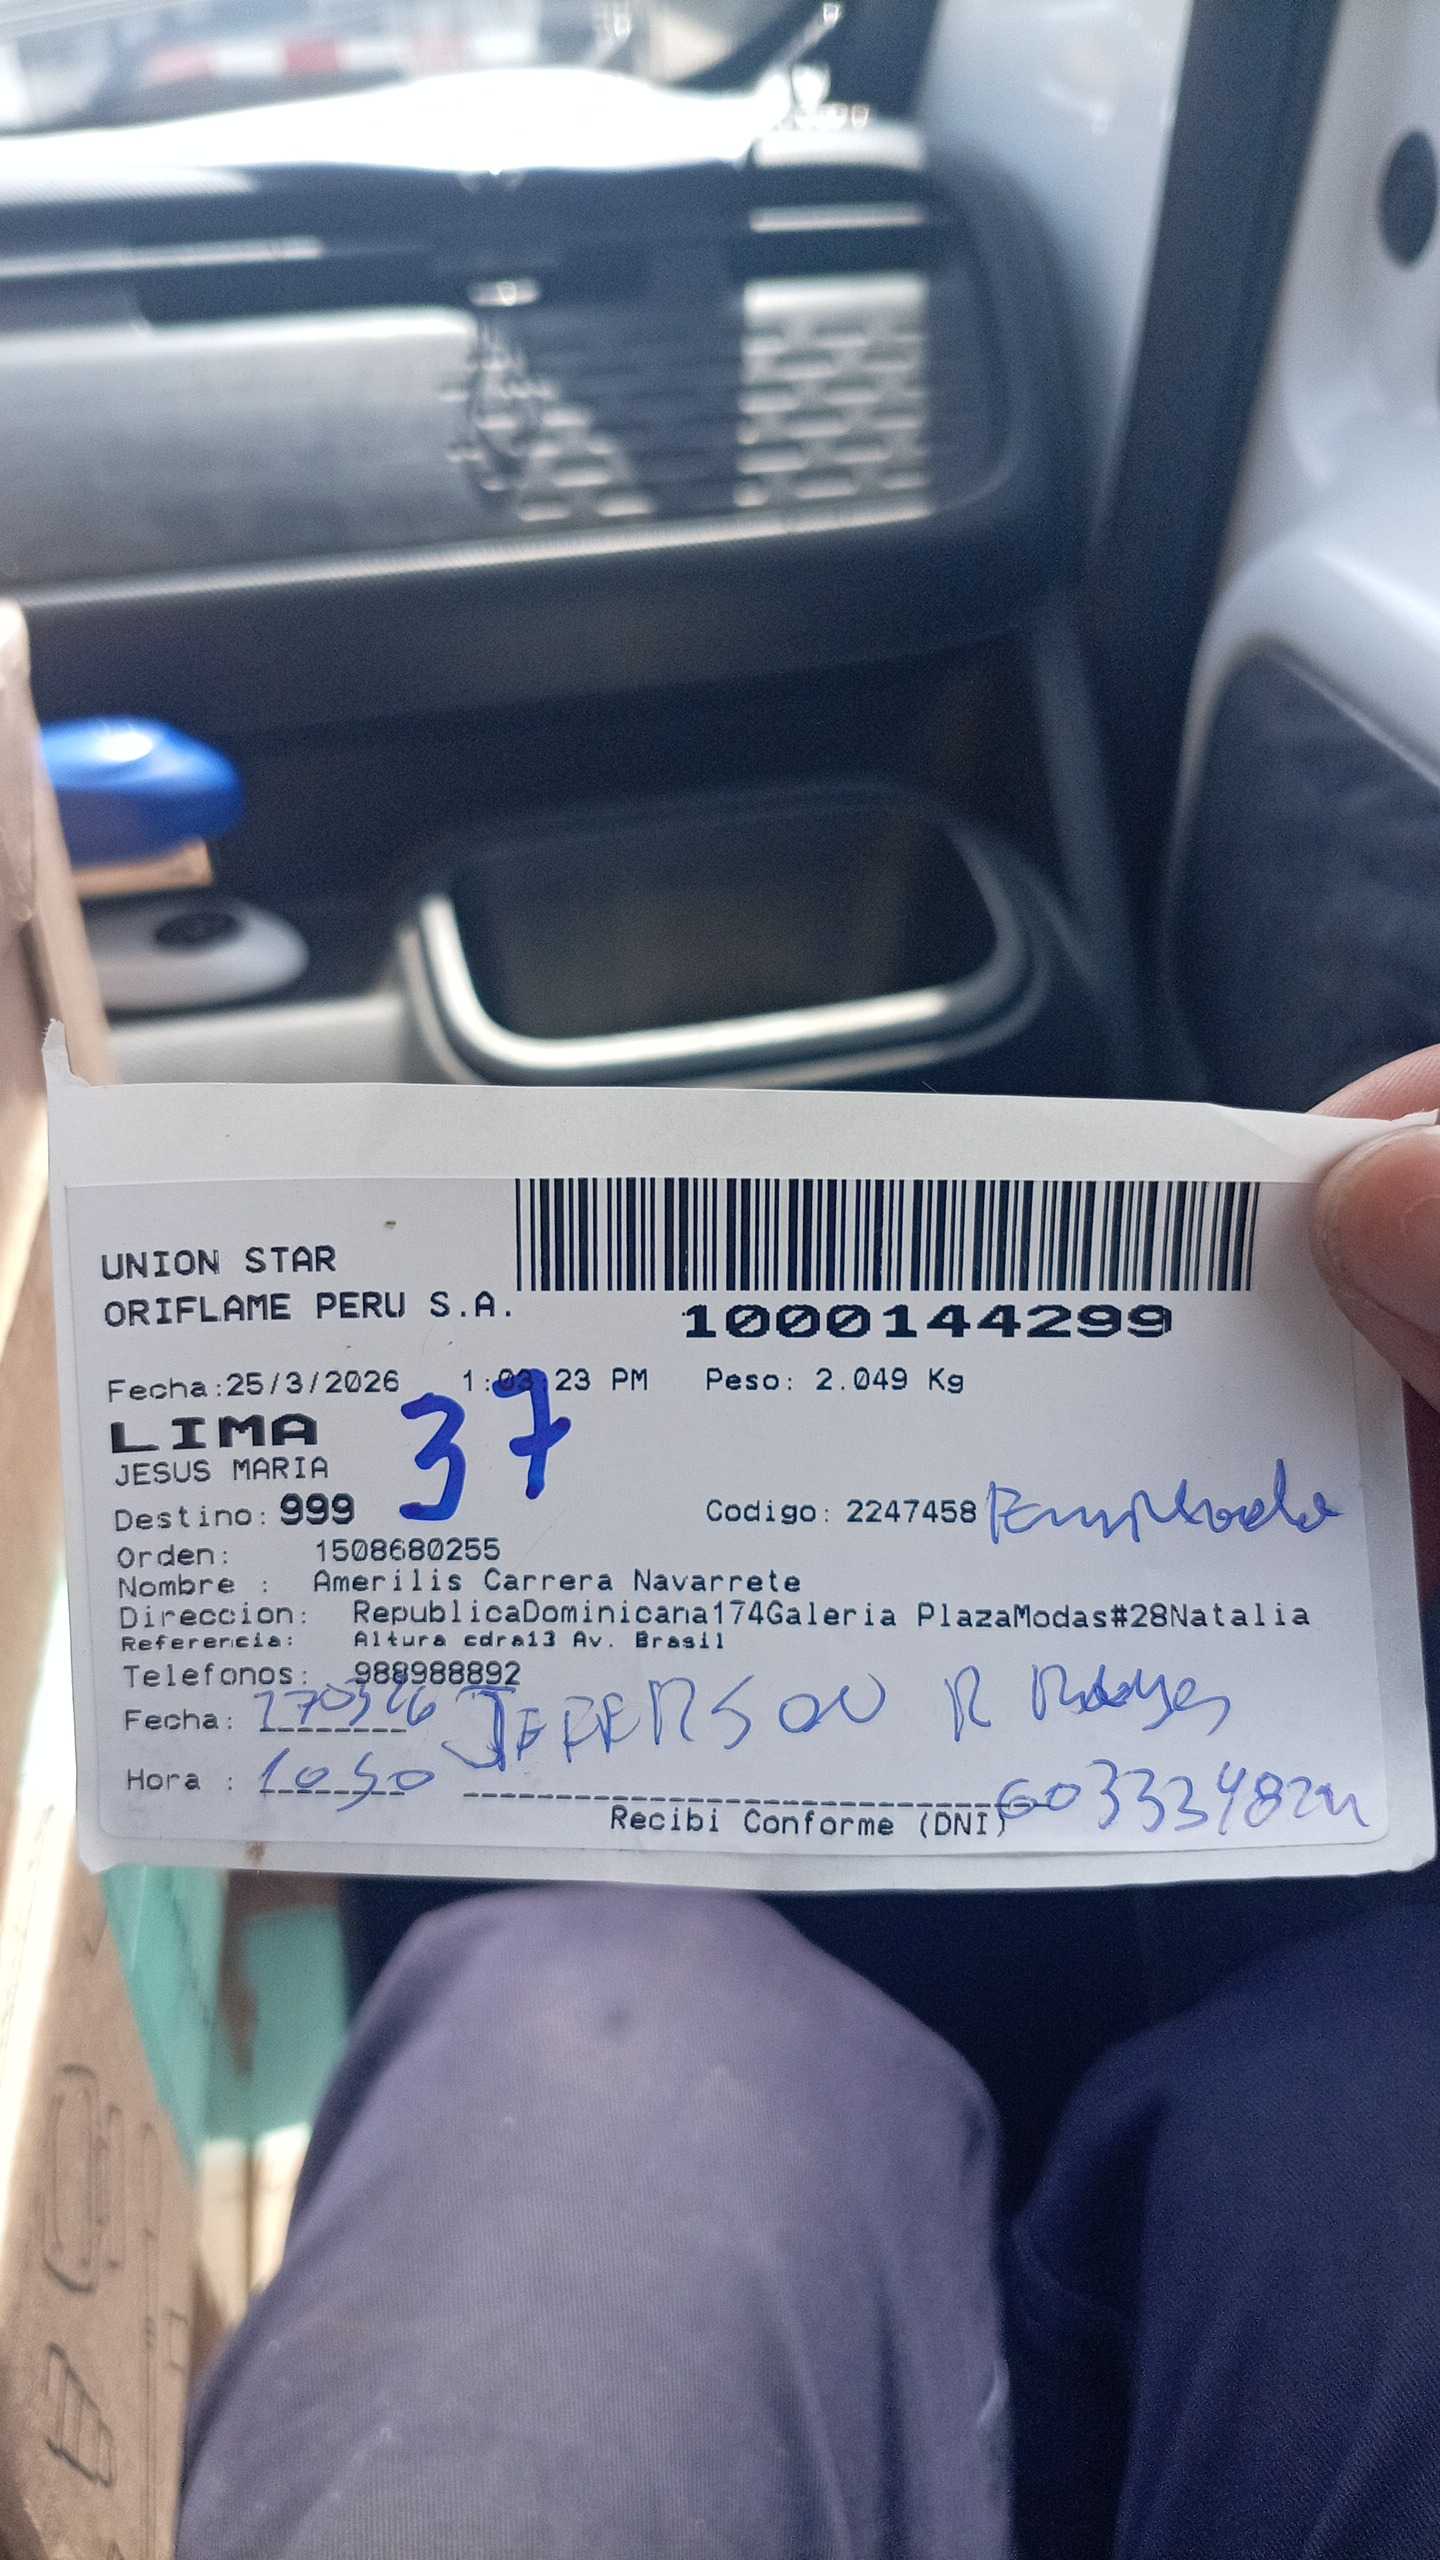 UNION STAR
ORIFLAME PERU S.A.
1000144299
Fecha:25/3/2026 1:03:23 PM Peso: 2.049 Kg
LIMA
37
JESUS MARIA
Destino: 999 Codigo: 2247458
Orden: 1508680255
Nombre : Amerilis Carrera Navarrete
Direccion: RepublicaDominicana174Galeria PlazaModas#28Natalia
Referencia: Altura cdra13 Av. Brasil
Telefonos: 988988892
Fecha: 270326 JEFERSON R
Hora : 1050
Recibi Conforme (DNI)